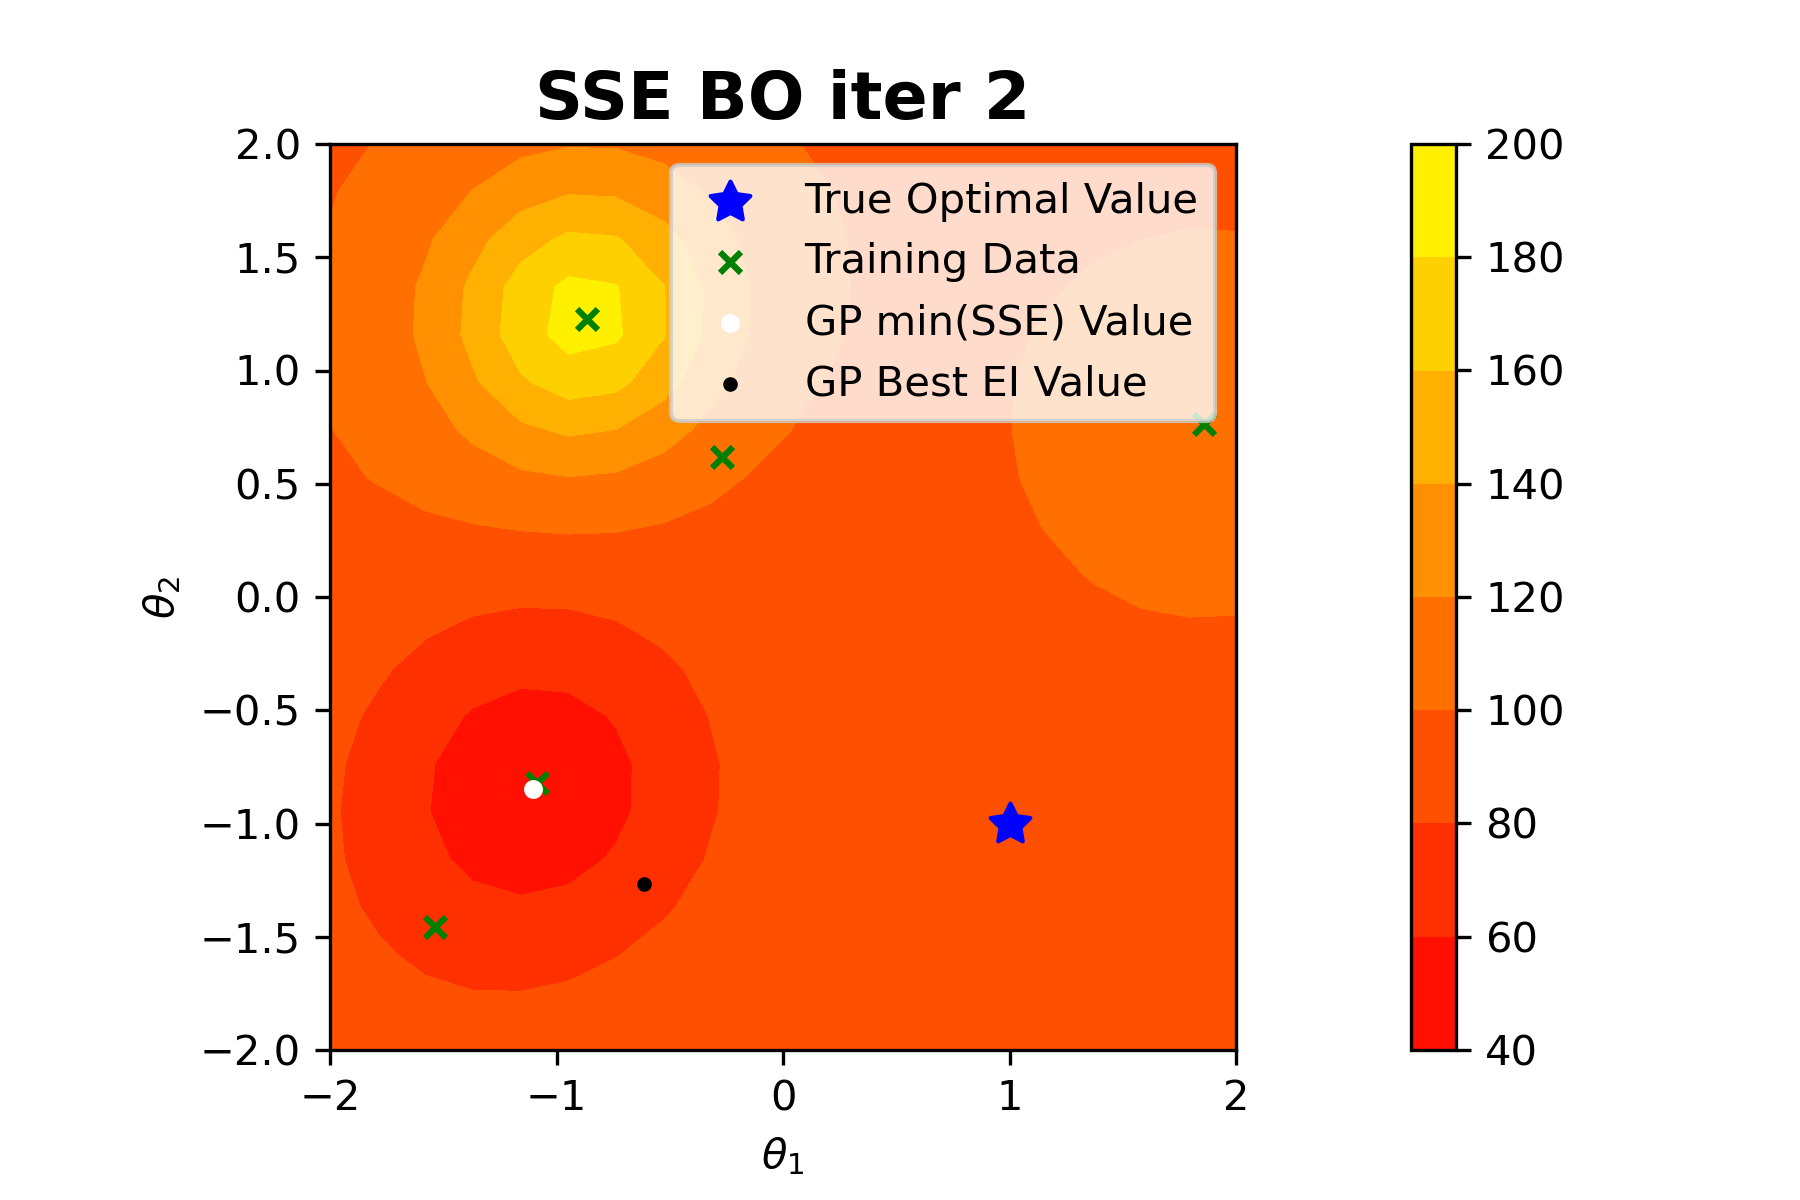 SSE BO iter 2
True Optimal Value
Training Data
GP min(SSE) Value
GP Best EI Value
2.0
1.5
1.0
0.5
0.0
−0.5
−1.0
−1.5
−2.0
θ₂
−2 −1 0 1 2
θ₁
200
180
160
140
120
100
80
60
40